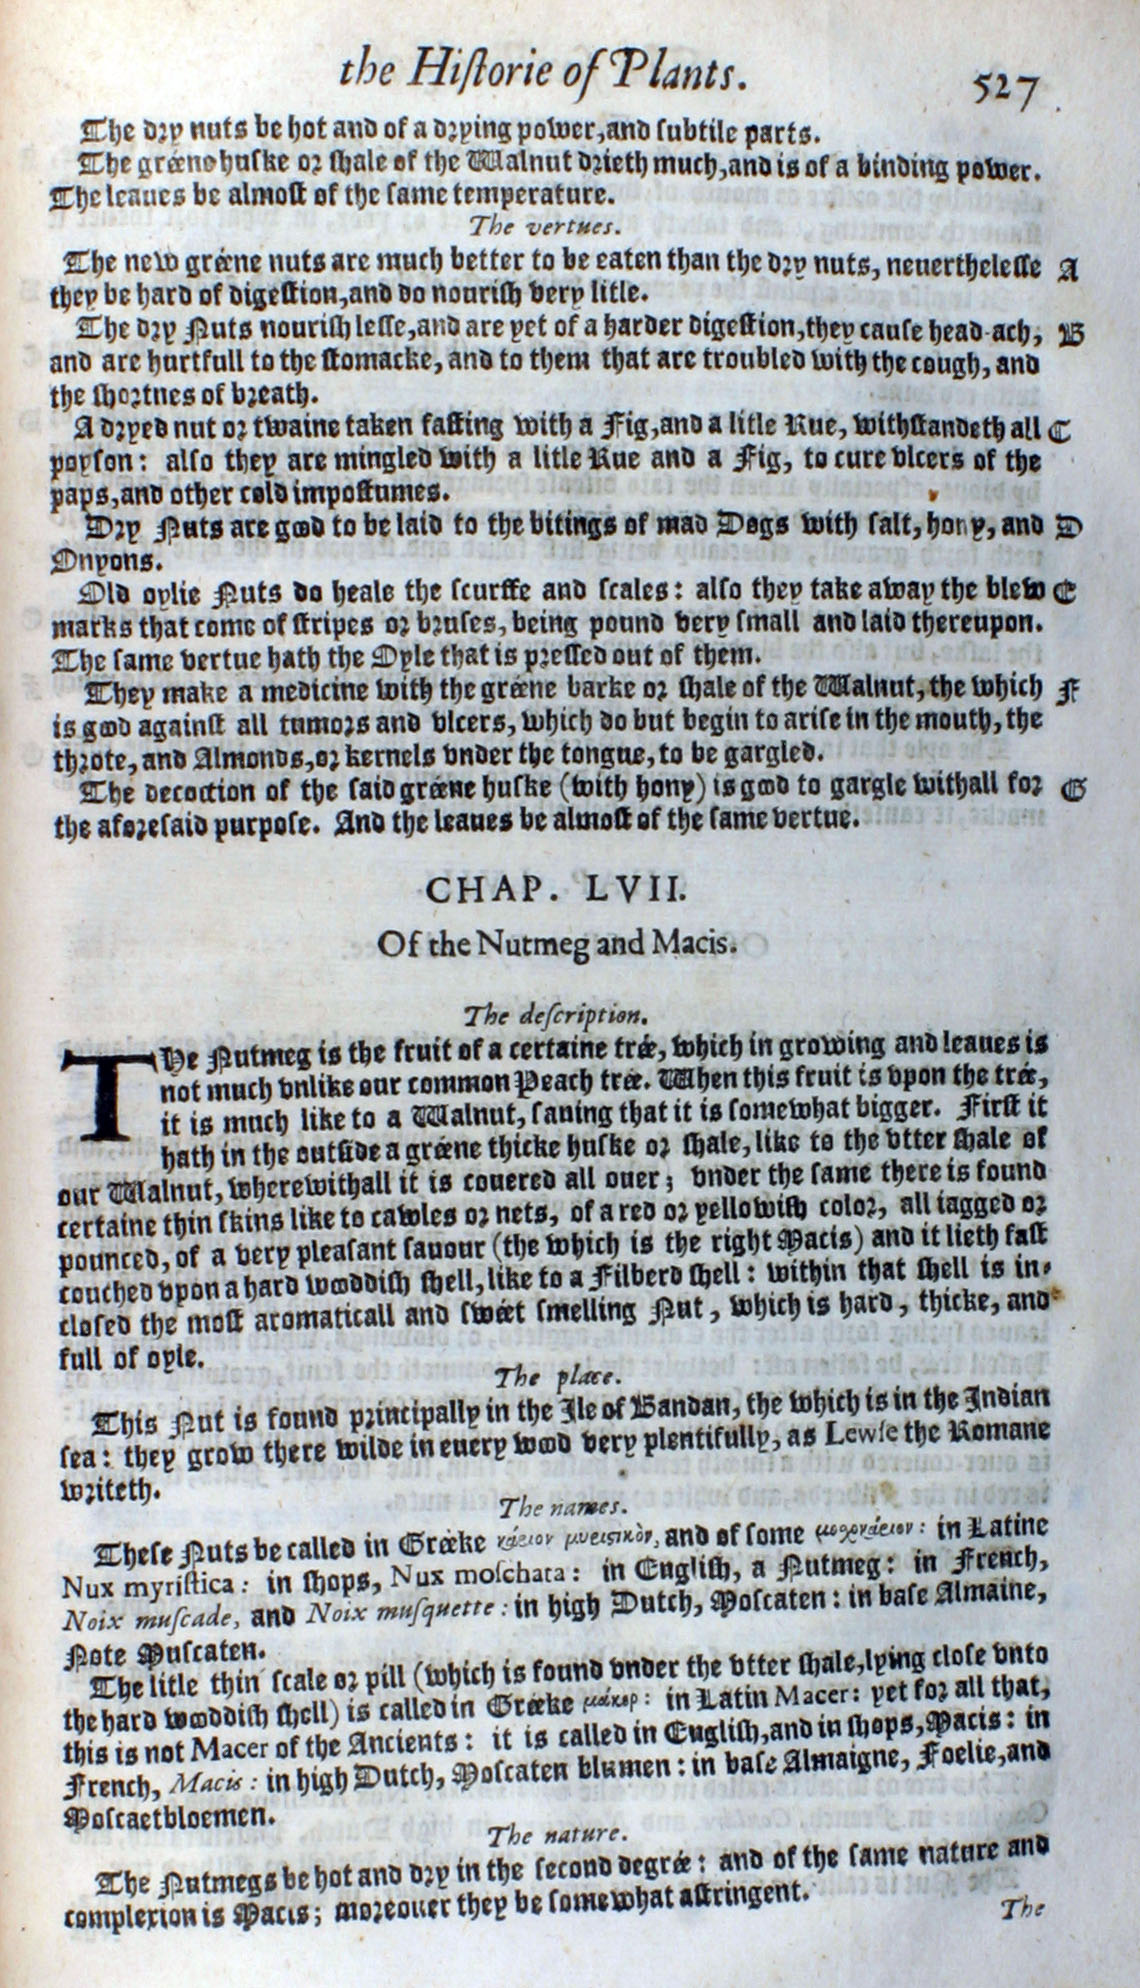 the Hiſtorie of Plants. 527
The dry nuts be hot and of a drying power, and ſubtile parts.
The greene huſke or ſhale of the Walnut drieth much, and is of a binding power.
The leaues be almoſt of the ſame temperature.
The vertues.
The new greene nuts are much better to be eaten than the dry nuts, neuertheleſſe A
they be hard of digeſtion, and do nouriſh very litle.
The dry Nuts nouriſh leſſe, and are yet of a harder digeſtion, they cauſe head-ach, B
and are hurtfull to the ſtomacke, and to them that are troubled with the cough, and
the ſhortnes of breath.
A dryed nut or twaine taken faſting with a Fig, and a litle Rue, withſtandeth all C
poyſon: alſo they are mingled with a litle Rue and a Fig, to cure vlcers of the
paps, and other cold impoſtumes.
Dry Nuts are good to be laid to the bitings of mad Dogs with ſalt, hony, and D
Onyons.
Old oylie Nuts do heale the ſcurffe and ſcales: alſo they take away the blew E
marks that come of ſtripes or bruſes, being pound very ſmall and laid thereupon.
The ſame vertue hath the Oyle that is preſſed out of them.
They make a medicine with the greene barke or ſhale of the Walnut, the which F
is good againſt all tumors and vlcers, which do but begin to ariſe in the mouth, the
throte, and Almonds, or kernels vnder the tongue, to be gargled.
The decoction of the ſaid greene huſke (with hony) is good to gargle withall for G
the aforeſaid purpoſe. And the leaues be almoſt of the ſame vertue.
CHAP. LVII.
Of the Nutmeg and Macis.
The deſcription.
THe Nutmeg is the fruit of a certaine tree, which in growing and leaues is
not much vnlike our common Peach tree. When this fruit is vpon the tree,
it is much like to a Walnut, ſauing that it is ſomewhat bigger. Firſt it
hath in the outſide a greene thicke huſke or ſhale, like to the vtter ſhale of
our Walnut, wherewithall it is couered all ouer; vnder the ſame there is found
certaine thin ſkins like to cawles or nets, of a red or yellowiſh color, all iagged or
pounced, of a very pleaſant ſauour (the which is the right Macis) and it lieth faſt
couched vpon a hard wooddiſh ſhell, like to a Filberd ſhell: within that ſhell is in-
cloſed the moſt aromaticall and ſweet ſmelling Nut, which is hard, thicke, and
full of oyle.
The place.
This Nut is found principally in the Ile of Bandan, the which is in the Indian
ſea: they grow there wilde in euery wood very plentifully, as Lewſe the Romane
writeth.
The names.
Theſe Nuts be called in Greeke κάρυον μυριστικὸν, and of ſome μοσχοκάρυον: in Latine
Nux myriſtica: in ſhops, Nux moſchata: in Engliſh, a Nutmeg: in French,
Noix muſcade, and Noix muſquette: in high Dutch, Moſcaten: in baſe Almaine,
Note Muſcaten.
The litle thin ſcale or pill (which is found vnder the vtter ſhale, lying cloſe vnto
the hard wooddiſh ſhell) is called in Greeke μάκερ: in Latin Macer: yet for all that,
this is not Macer of the Ancients: it is called in Engliſh, and in ſhops, Macis: in
French, Macis: in high Dutch, Moſcaten blumen: in baſe Almaigne, Foelie, and
Moſcaetbloemen.
The nature.
The Nutmegs be hot and dry in the ſecond degree: and of the ſame nature and
complexion is Macis; moreouer they be ſomewhat aſtringent.
The